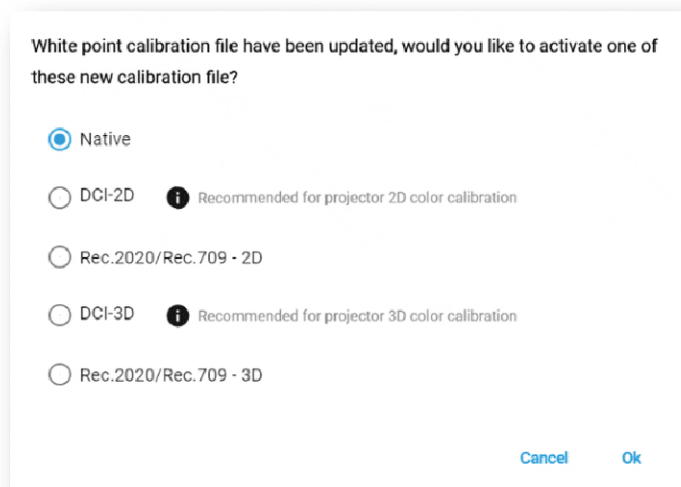 White point calibration file have been updated, would you like to activate one of
these new calibration file?
Native
DCI-2D i Recommended for projector 2D color calibration
Rec.2020/Rec.709 - 2D
DCI-3D i Recommended for projector 3D color calibration
Rec.2020/Rec.709 - 3D
Cancel Ok